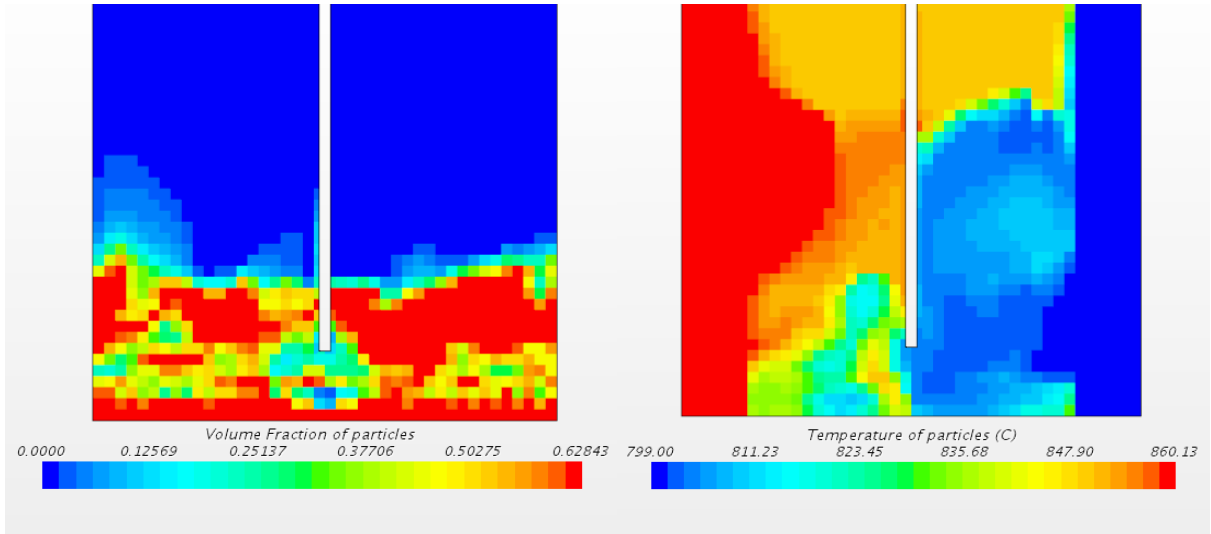 Volume Fraction of particles
0.0000 0.12569 0.25137 0.37706 0.50275 0.62843
Temperature of particles (C)
799.00 811.23 823.45 835.68 847.90 860.13